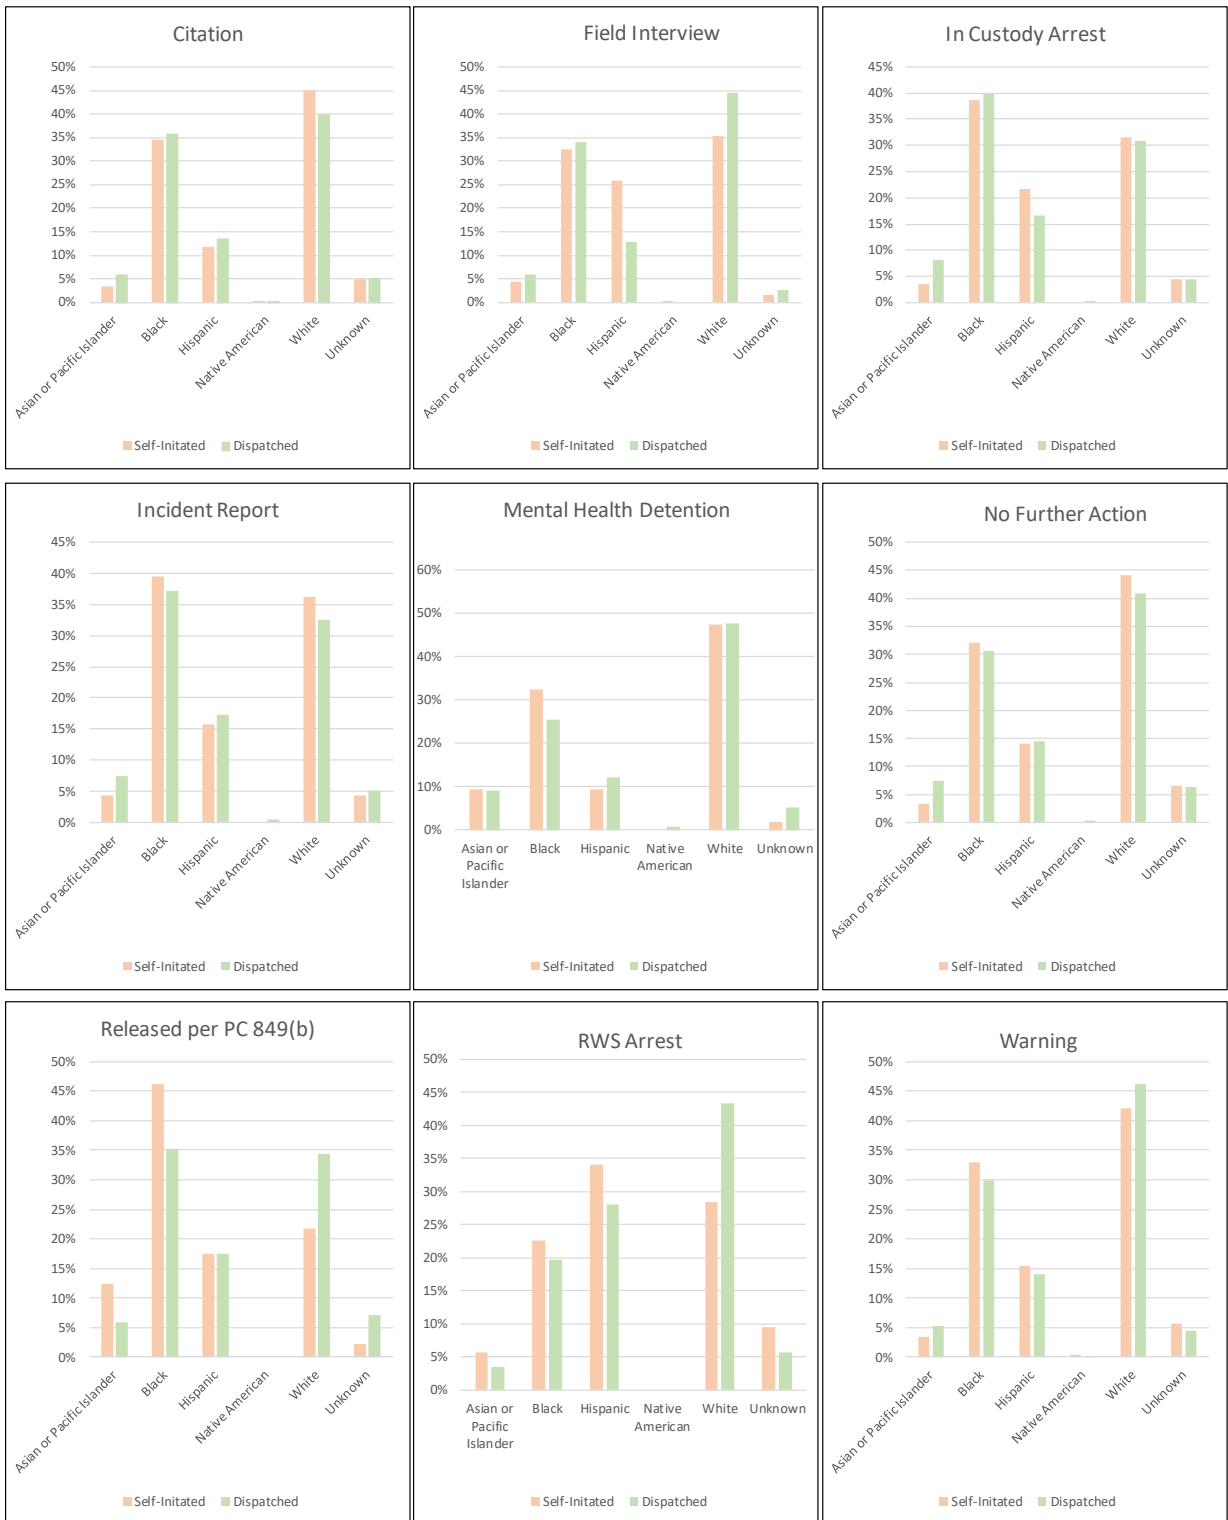 Citation
50%
45%
40%
35%
30%
25%
20%
15%
10%
5%
0%
Asian or Pacific Islander
Black
Hispanic
Native American
White
Unknown
Self-Initated Dispatched
Field Interview
50%
45%
40%
35%
30%
25%
20%
15%
10%
5%
0%
Asian or Pacific Islander
Black
Hispanic
Native American
White
Unknown
Self-Initated Dispatched
In Custody Arrest
45%
40%
35%
30%
25%
20%
15%
10%
5%
0%
Asian or Pacific Islander
Black
Hispanic
Native American
White
Unknown
Self-Initated Dispatched
Incident Report
45%
40%
35%
30%
25%
20%
15%
10%
5%
0%
Asian or Pacific Islander
Black
Hispanic
Native American
White
Unknown
Self-Initated Dispatched
Mental Health Detention
60%
50%
40%
30%
20%
10%
0%
Asian or Black Hispanic Native White Unknown
Pacific American
Islander
Self-Initated Dispatched
No Further Action
50%
45%
40%
35%
30%
25%
20%
15%
10%
5%
0%
Asian or Pacific Islander
Black
Hispanic
Native American
White
Unknown
Self-Initated Dispatched
Released per PC 849(b)
50%
45%
40%
35%
30%
25%
20%
15%
10%
5%
0%
Asian or Pacific Islander
Black
Hispanic
Native American
White
Unknown
Self-Initated Dispatched
RWS Arrest
50%
45%
40%
35%
30%
25%
20%
15%
10%
5%
0%
Asian or Black Hispanic Native White Unknown
Pacific American
Islander
Self-Initated Dispatched
Warning
50%
45%
40%
35%
30%
25%
20%
15%
10%
5%
0%
Asian or Pacific Islander
Black
Hispanic
Native American
White
Unknown
Self-Initated Dispatched